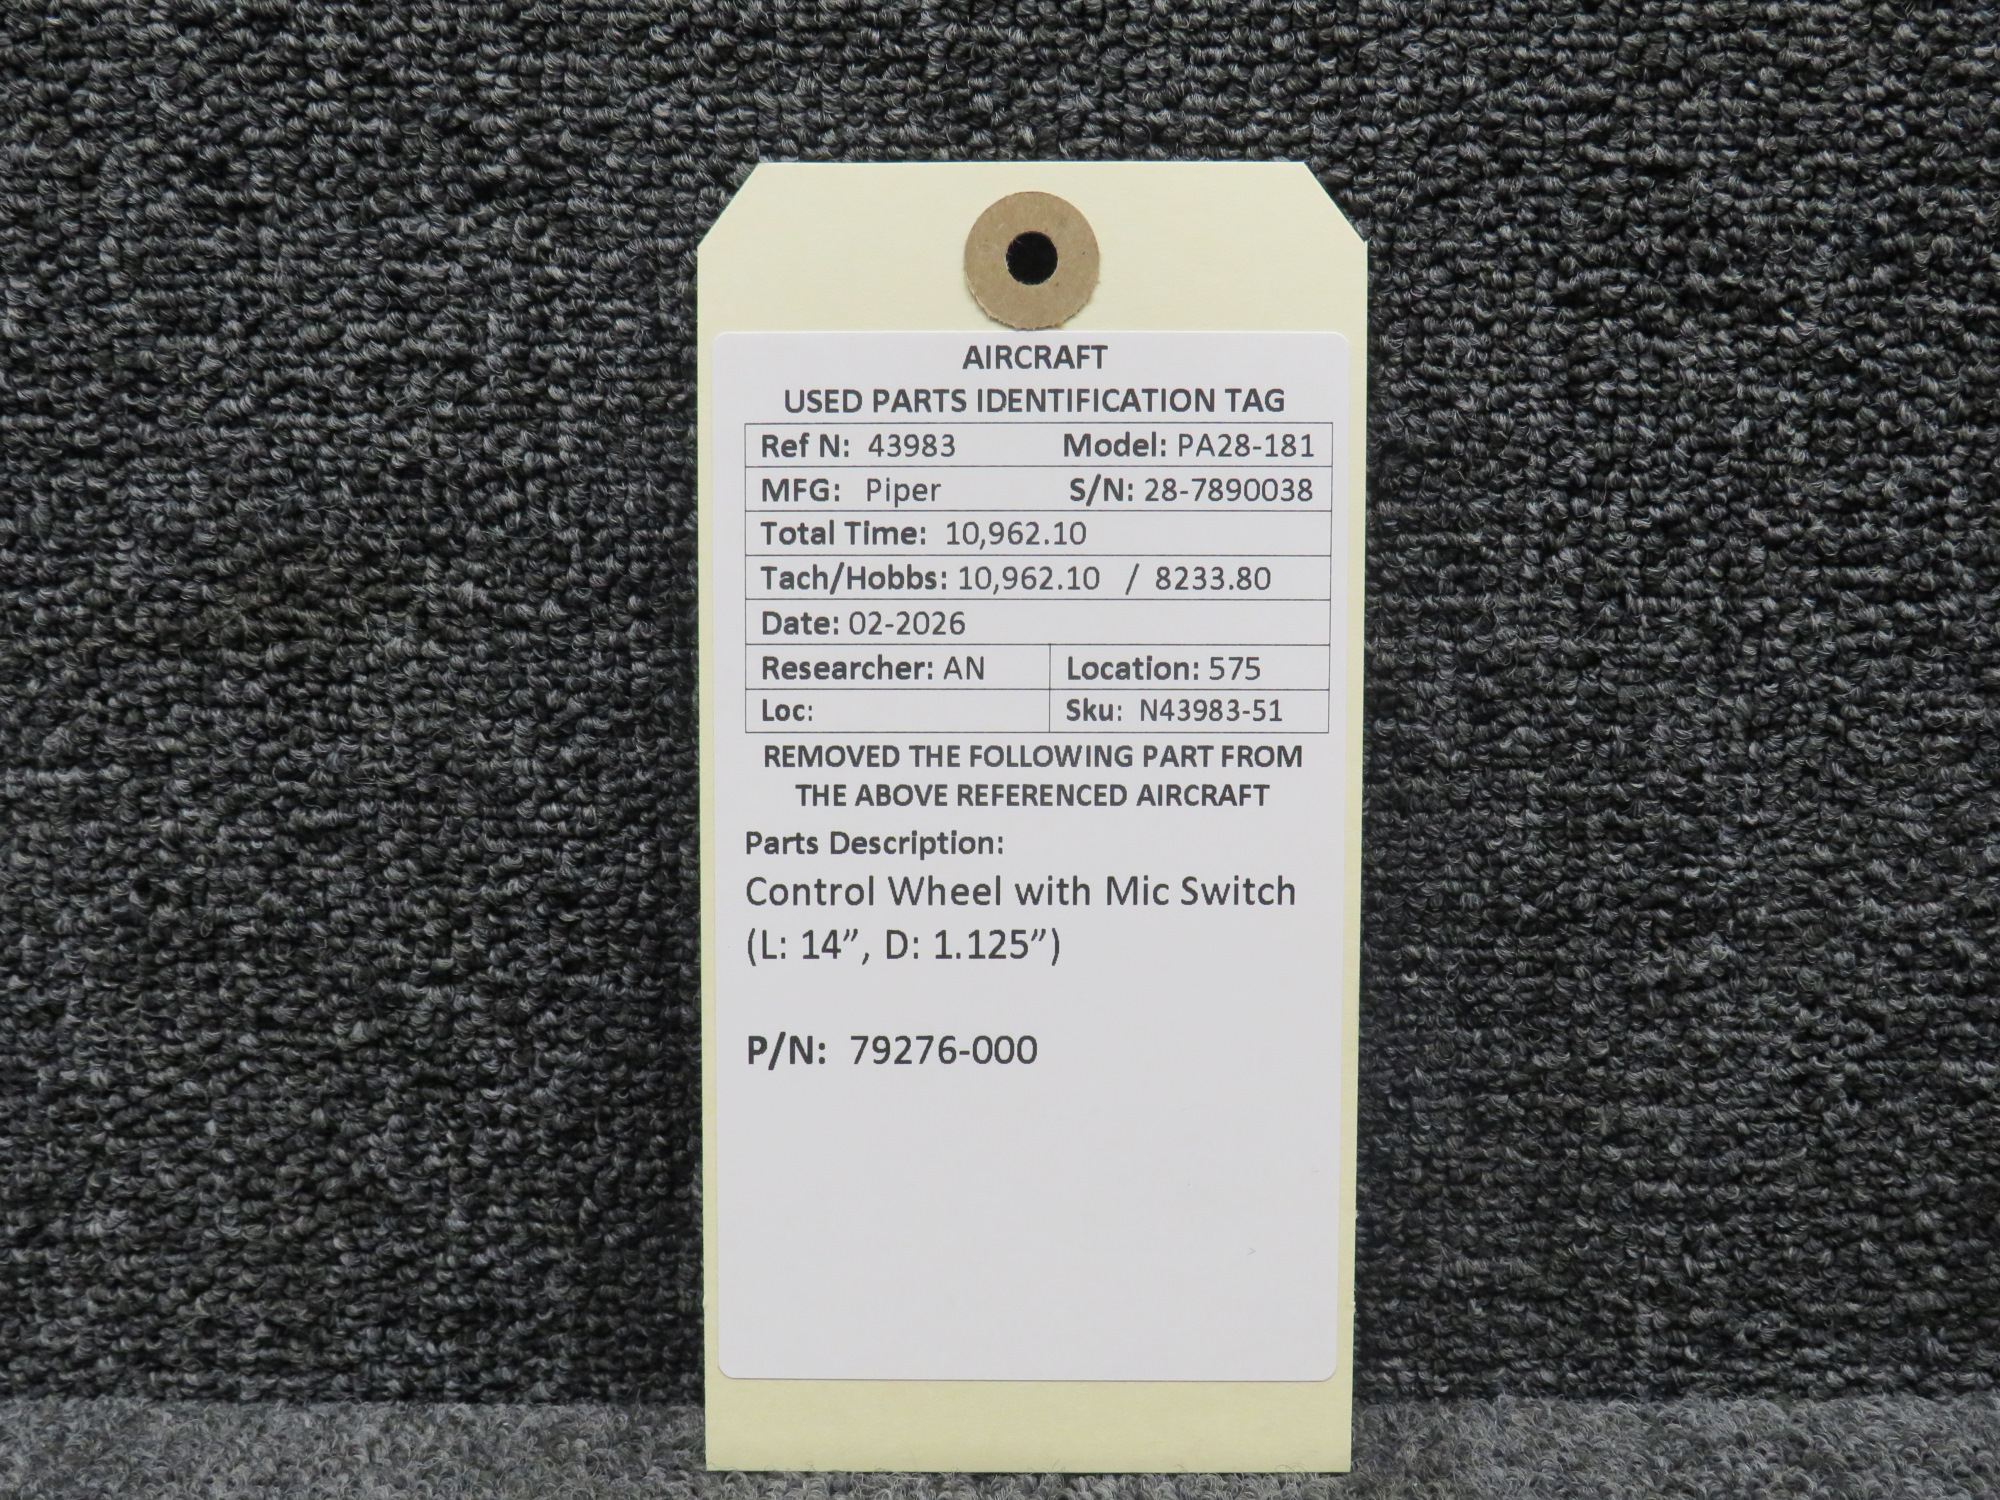 AIRCRAFT
USED PARTS IDENTIFICATION TAG
Ref N: 43983 Model: PA28-181
MFG: Piper S/N: 28-7890038
Total Time: 10,962.10
Tach/Hobbs: 10,962.10 / 8233.80
Date: 02-2026
Researcher: AN Location: 575
Loc: Sku: N43983-51
REMOVED THE FOLLOWING PART FROM
THE ABOVE REFERENCED AIRCRAFT
Parts Description:
Control Wheel with Mic Switch
(L: 14”, D: 1.125”)
P/N: 79276-000